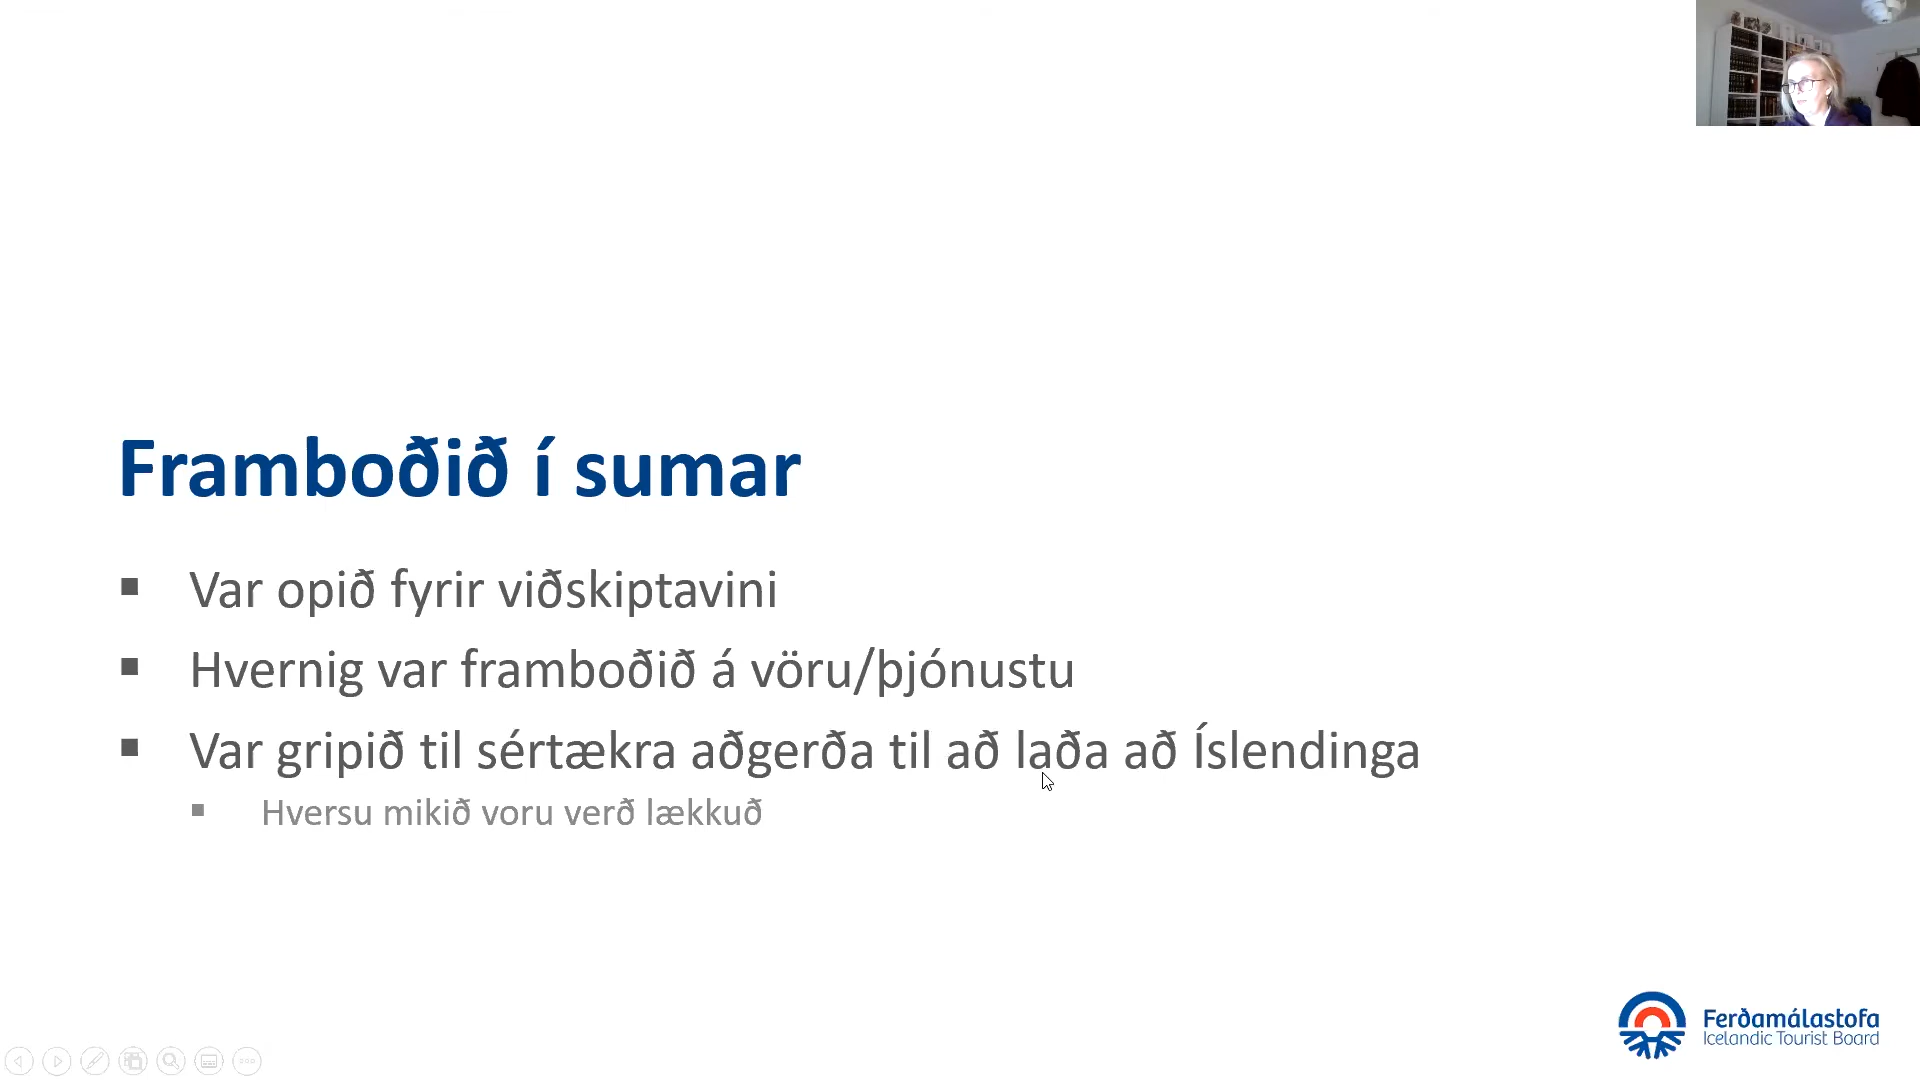 Framboðið í sumar
▪ Var opið fyrir viðskiptavini
▪ Hvernig var framboðið á vöru/þjónustu
▪ Var gripið til sértækra aðgerða til að laða að Íslendinga
▪ Hversu mikið voru verð lækkuð
Ferðamálastofa
Icelandic Tourist Board